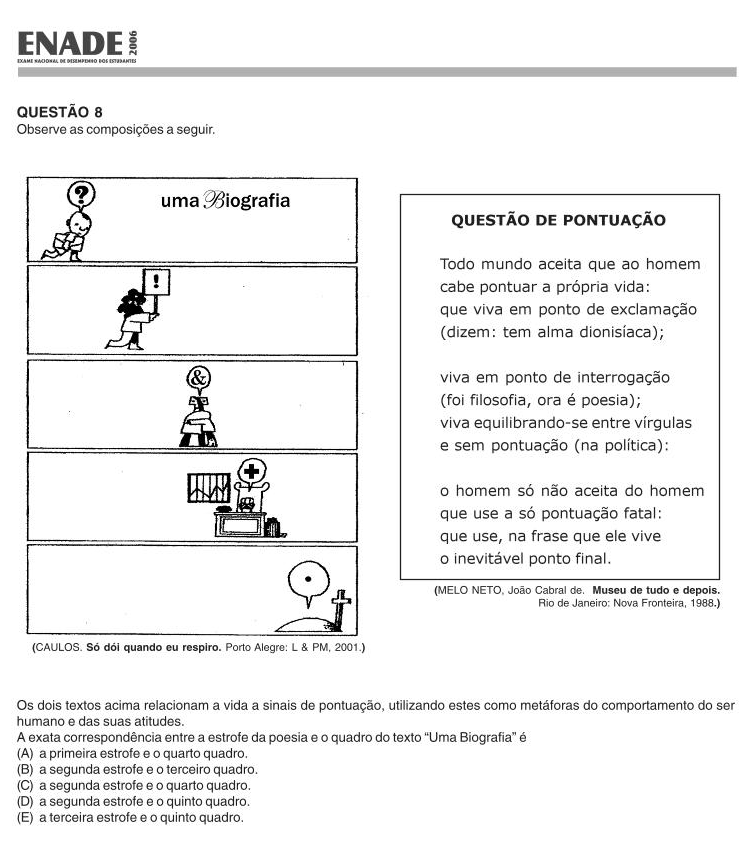 ENADE 2006
EXAME NACIONAL DE DESEMPENHO DOS ESTUDANTES
QUESTÃO 8
Observe as composições a seguir.
?
uma Biografia
!
&
+
.
(CAULOS. Só dói quando eu respiro. Porto Alegre: L & PM, 2001.)
QUESTÃO DE PONTUAÇÃO
Todo mundo aceita que ao homem
cabe pontuar a própria vida:
que viva em ponto de exclamação
(dizem: tem alma dionisíaca);
viva em ponto de interrogação
(foi filosofia, ora é poesia);
viva equilibrando-se entre vírgulas
e sem pontuação (na política):
o homem só não aceita do homem
que use a só pontuação fatal:
que use, na frase que ele vive
o inevitável ponto final.
(MELO NETO, João Cabral de. Museu de tudo e depois.
Rio de Janeiro: Nova Fronteira, 1988.)
Os dois textos acima relacionam a vida a sinais de pontuação, utilizando estes como metáforas do comportamento do ser
humano e das suas atitudes.
A exata correspondência entre a estrofe da poesia e o quadro do texto “Uma Biografia” é
(A) a primeira estrofe e o quarto quadro.
(B) a segunda estrofe e o terceiro quadro.
(C) a segunda estrofe e o quarto quadro.
(D) a segunda estrofe e o quinto quadro.
(E) a terceira estrofe e o quinto quadro.